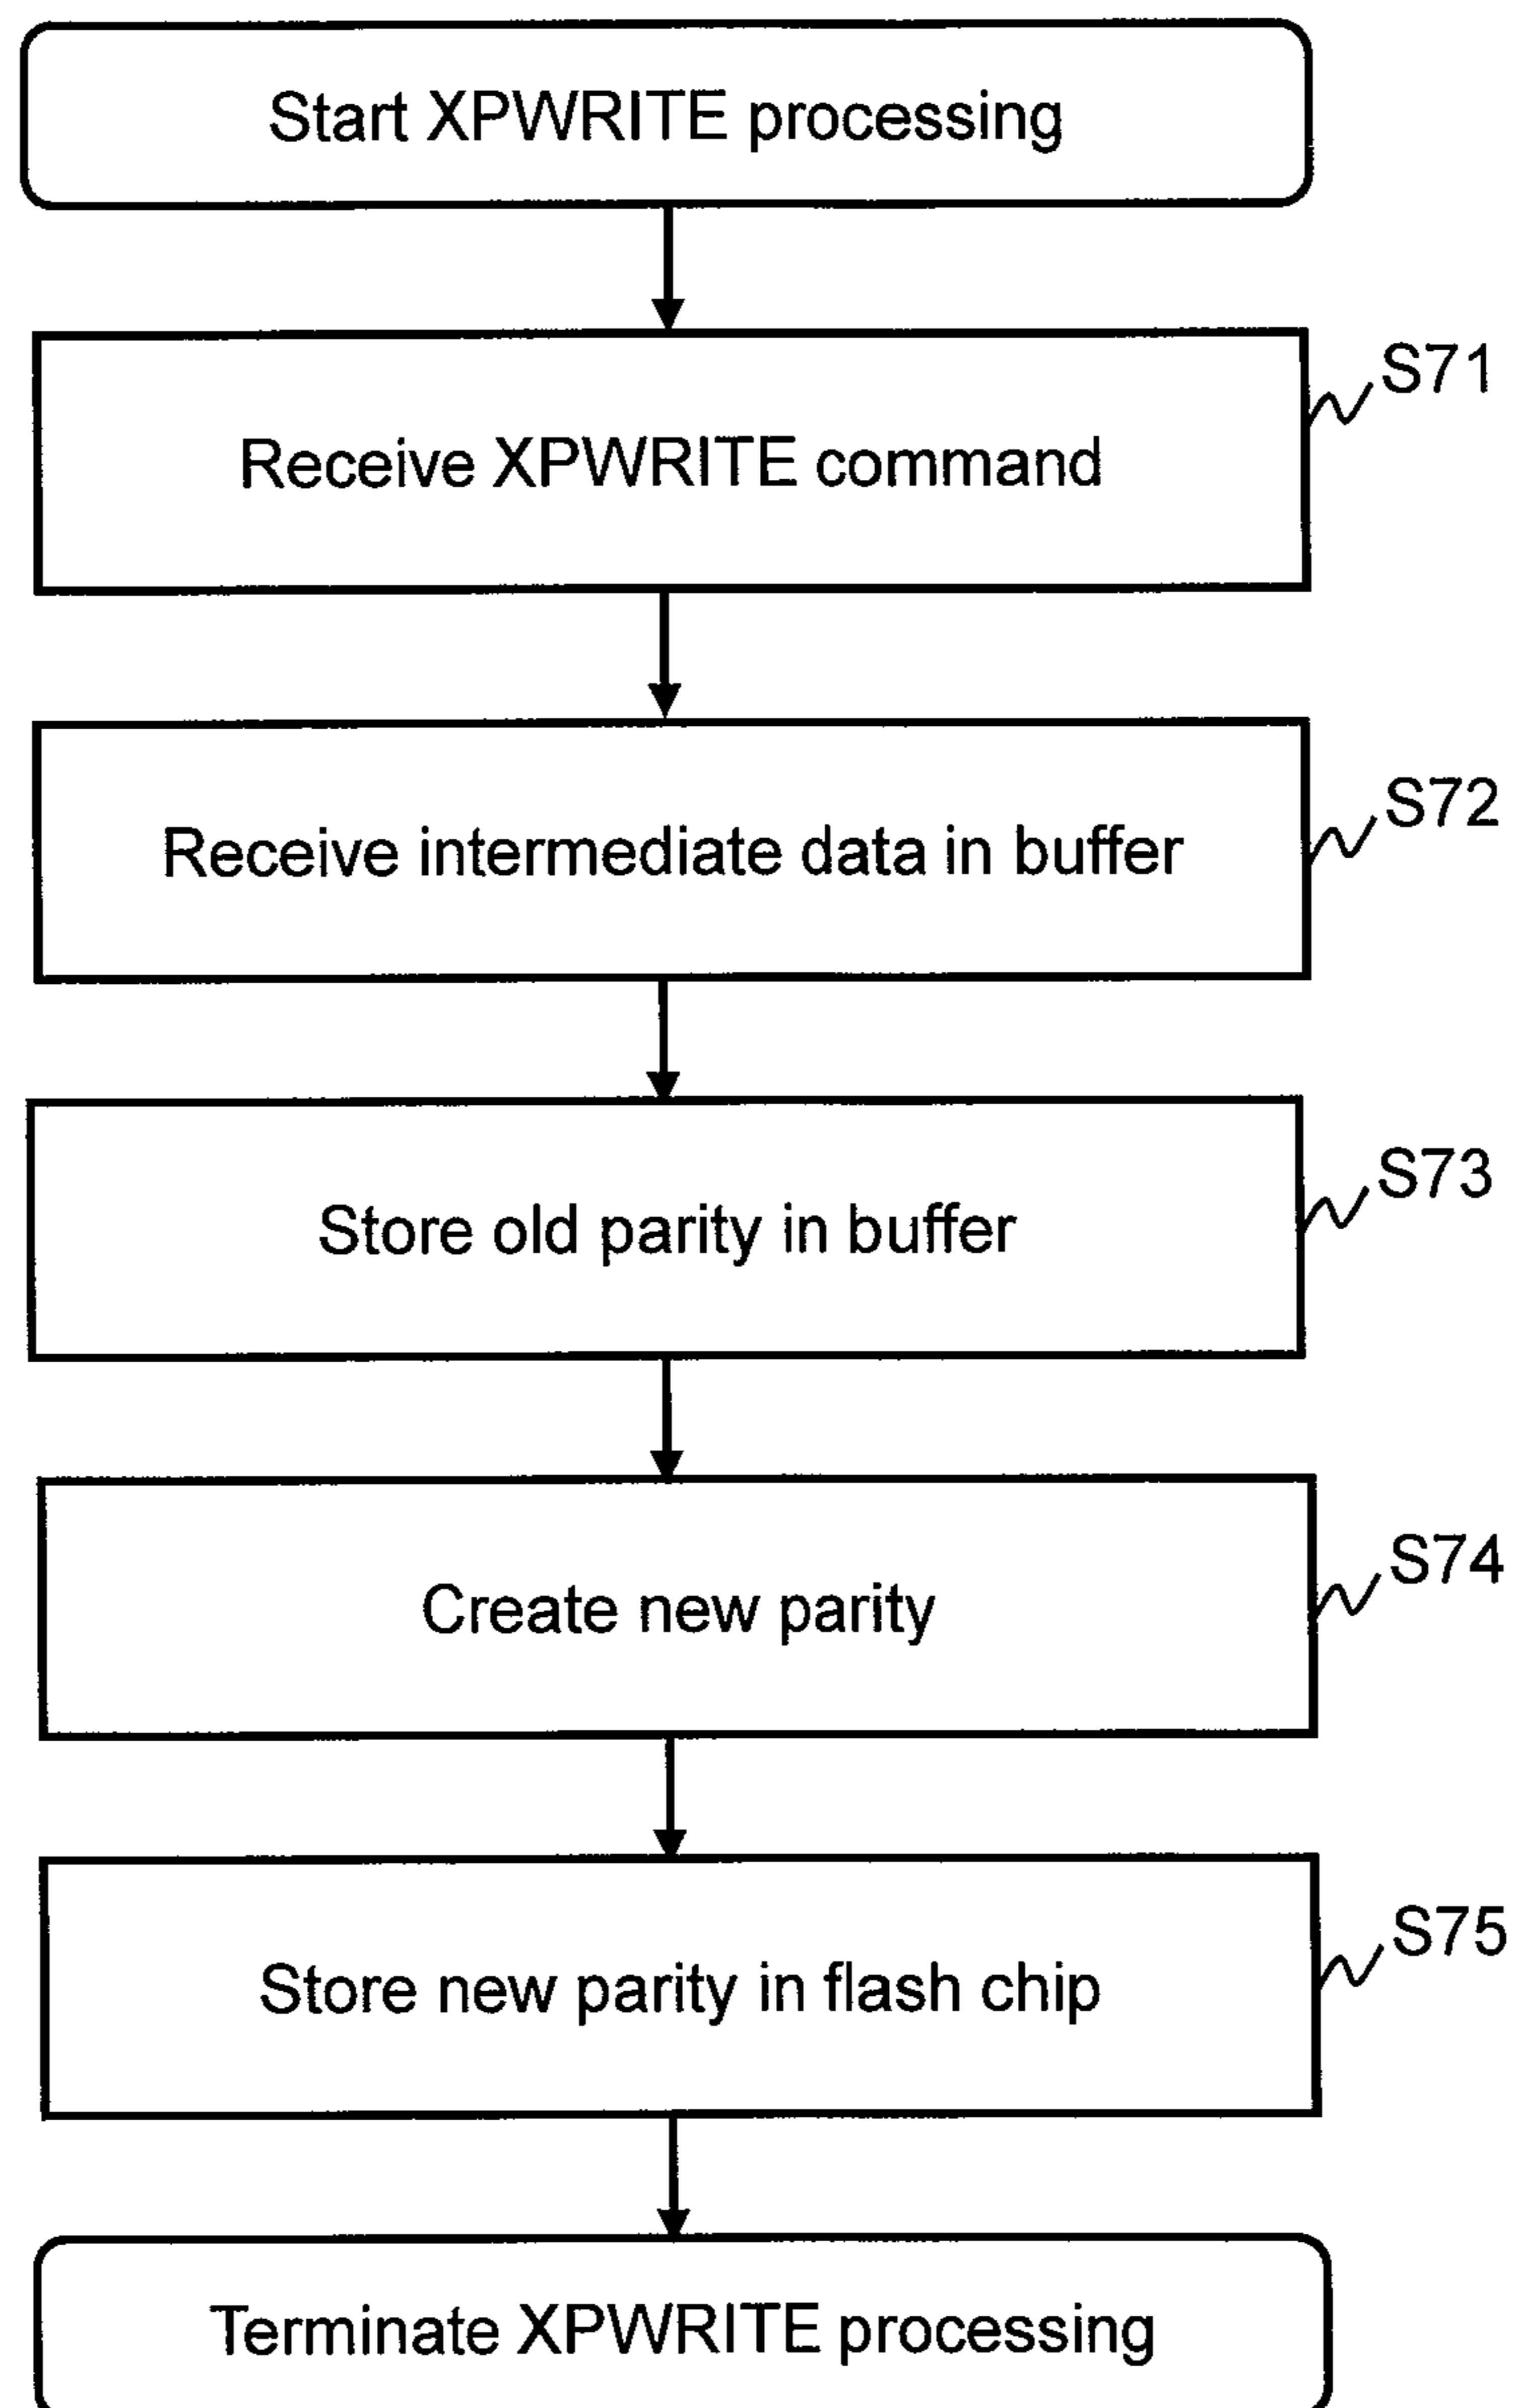 Start XPWRITE processing
S71
Receive XPWRITE command
S72
Receive intermediate data in buffer
S73
Store old parity in buffer
S74
Create new parity
S75
Store new parity in flash chip
Terminate XPWRITE processing